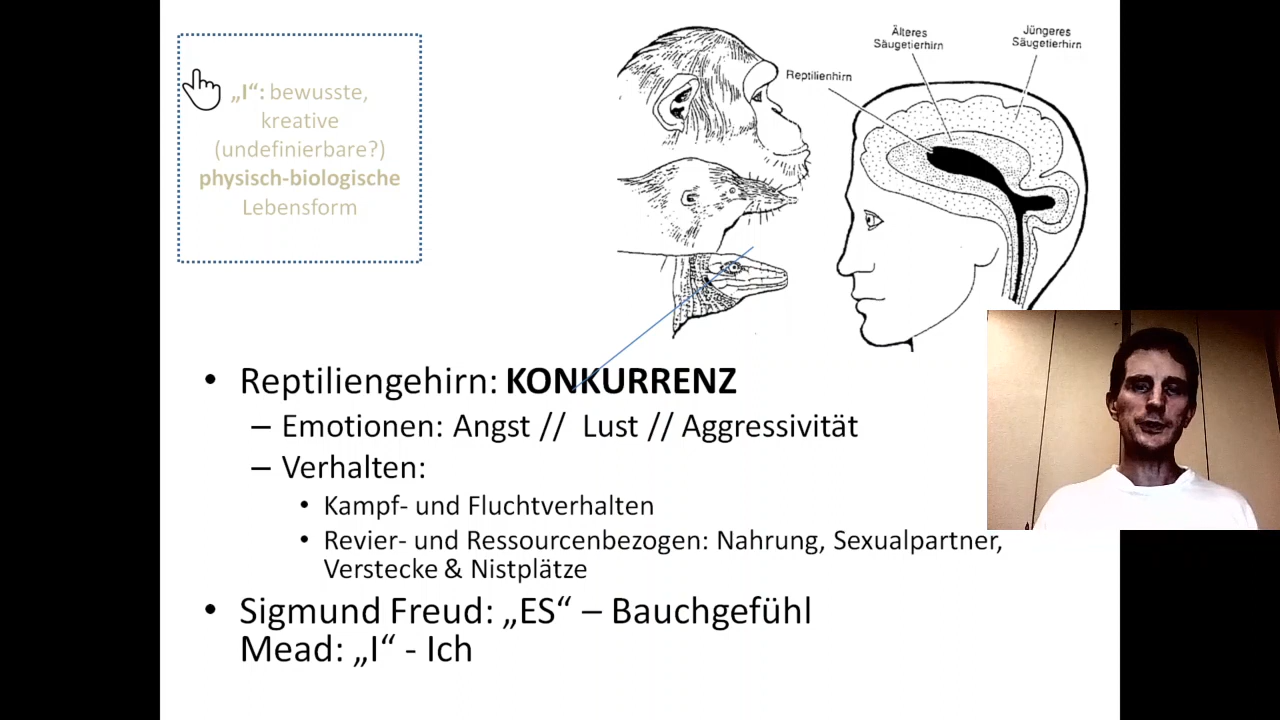 „I“: bewusste,
kreative
(undefinierbare?)
physisch-biologische
Lebensform
Älteres
Säugetierhirn
Jüngeres
Säugetierhirn
Reptilienhirn
• Reptiliengehirn: KONKURRENZ
– Emotionen: Angst // Lust // Aggressivität
– Verhalten:
• Kampf- und Fluchtverhalten
• Revier- und Ressourcenbezogen: Nahrung, Sexualpartner,
Verstecke & Nistplätze
• Sigmund Freud: „ES“ – Bauchgefühl
Mead: „I“ - Ich